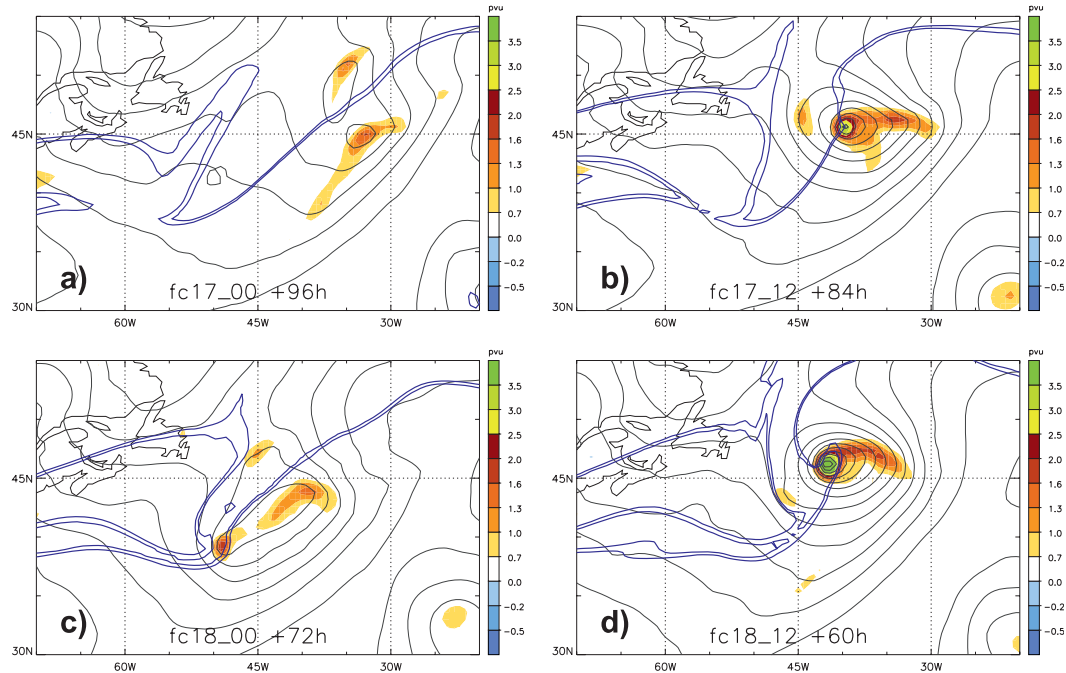 pvu
3.5
3.0
2.5
2.0
1.6
1.3
1.0
0.7
0.0
-0.2
-0.5
45N
30N
60W
45W
30W
a)
fc17_00 +96h
pvu
3.5
3.0
2.5
2.0
1.6
1.3
1.0
0.7
0.0
-0.2
-0.5
45N
30N
60W
45W
30W
b)
fc17_12 +84h
pvu
3.5
3.0
2.5
2.0
1.6
1.3
1.0
0.7
0.0
-0.2
-0.5
45N
30N
60W
45W
30W
c)
fc18_00 +72h
pvu
3.5
3.0
2.5
2.0
1.6
1.3
1.0
0.7
0.0
-0.2
-0.5
45N
30N
60W
45W
30W
d)
fc18_12 +60h